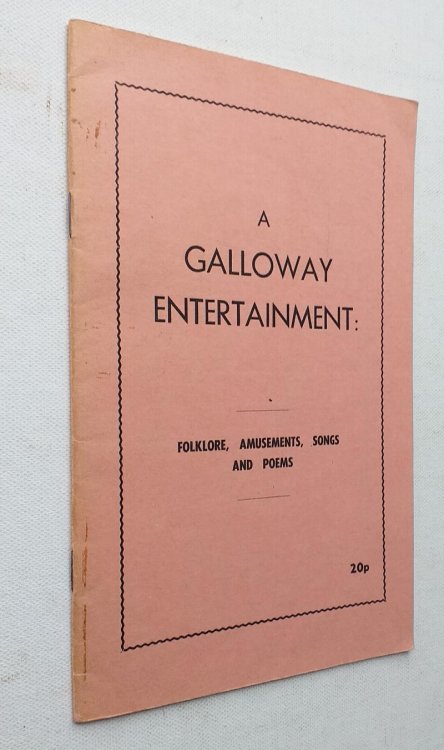 A
GALLOWAY
ENTERTAINMENT:
FOLKLORE, AMUSEMENTS, SONGS
AND POEMS
20p